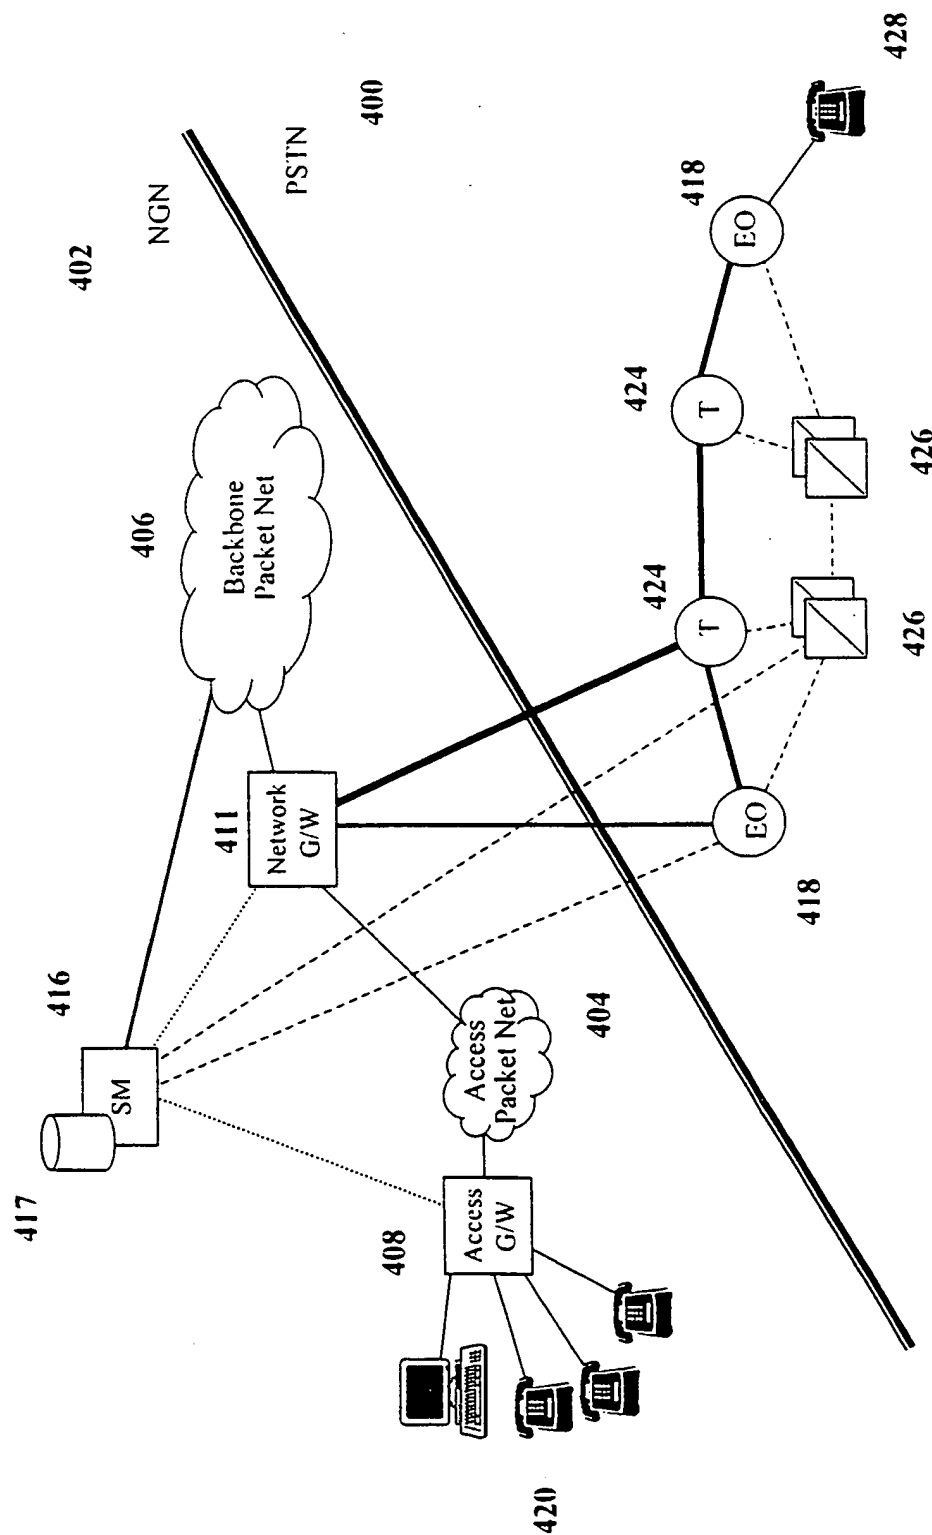 417
416
402
SM
406
NGN
408
411
Backbone
Packet Net
PSTN
400
Network
G/W
Access
G/W
Access
Packet Net
420
404
424
424
418
428
T
T
EO
EO
418
426
426